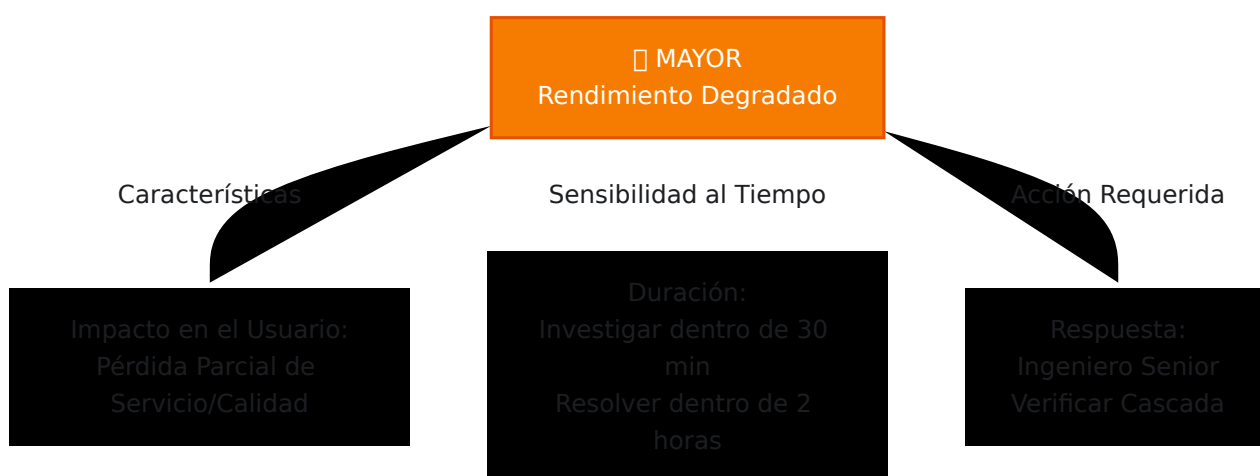 MAYOR
Rendimiento Degradado
Características
Sensibilidad al Tiempo
Acción Requerida
Impacto en el Usuario:
Pérdida Parcial de
Servicio/Calidad
Duración:
Investigar dentro de 30
min
Resolver dentro de 2
horas
Respuesta:
Ingeniero Senior
Verificar Cascada